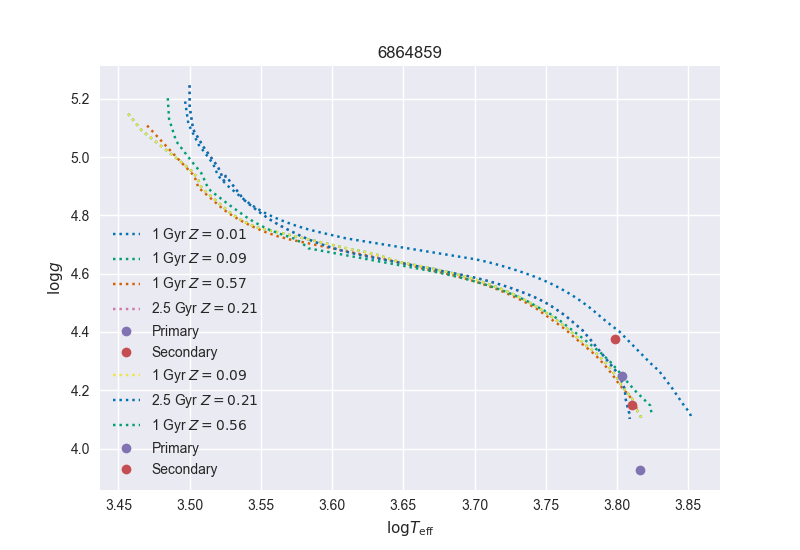 6864859
5.2
5.0
4.8
4.6
4.4
4.2
4.0
log g
1 Gyr Z = 0.01
1 Gyr Z = 0.09
1 Gyr Z = 0.57
2.5 Gyr Z = 0.21
Primary
Secondary
1 Gyr Z = 0.09
2.5 Gyr Z = 0.21
1 Gyr Z = 0.56
Primary
Secondary
3.45 3.50 3.55 3.60 3.65 3.70 3.75 3.80 3.85
log T_eff